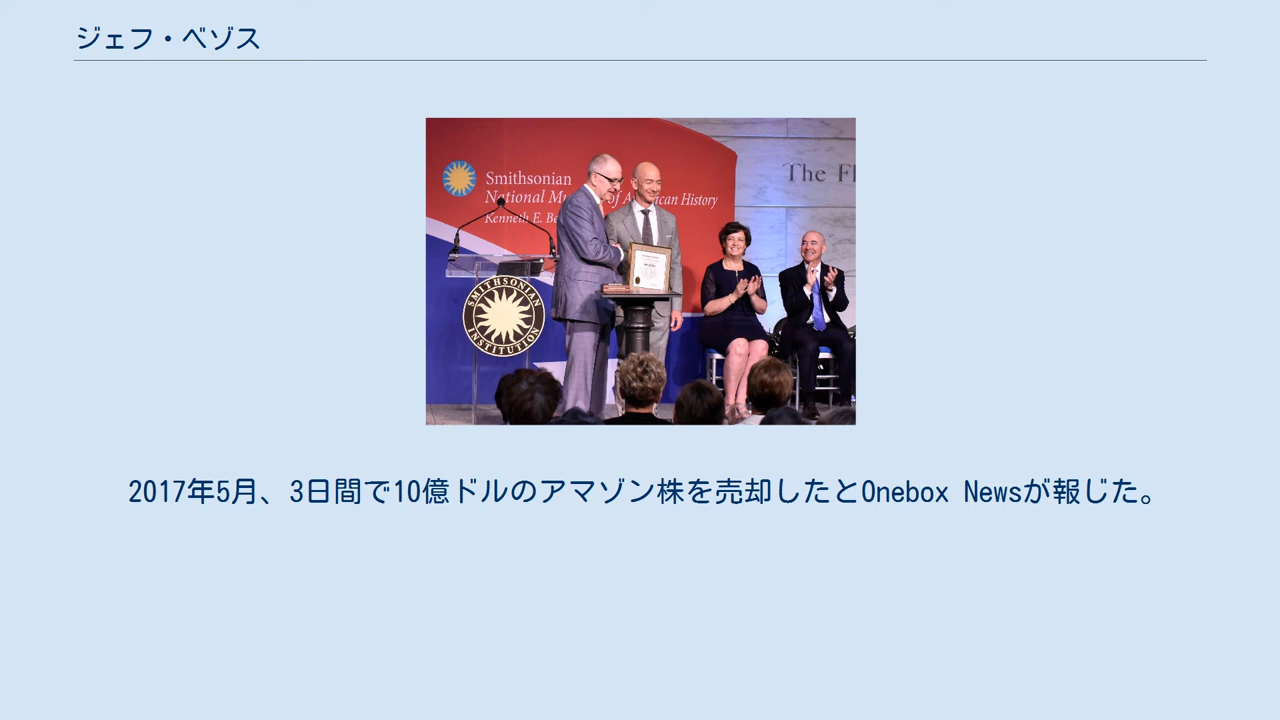 ジェフ・ベゾス
The Fl
Smithsonian
National Mu of American History
Kenneth E. Be
SMITHSONIAN
INSTITUTION
2017年5月、3日間で10億ドルのアマゾン株を売却したとOnebox Newsが報じた。